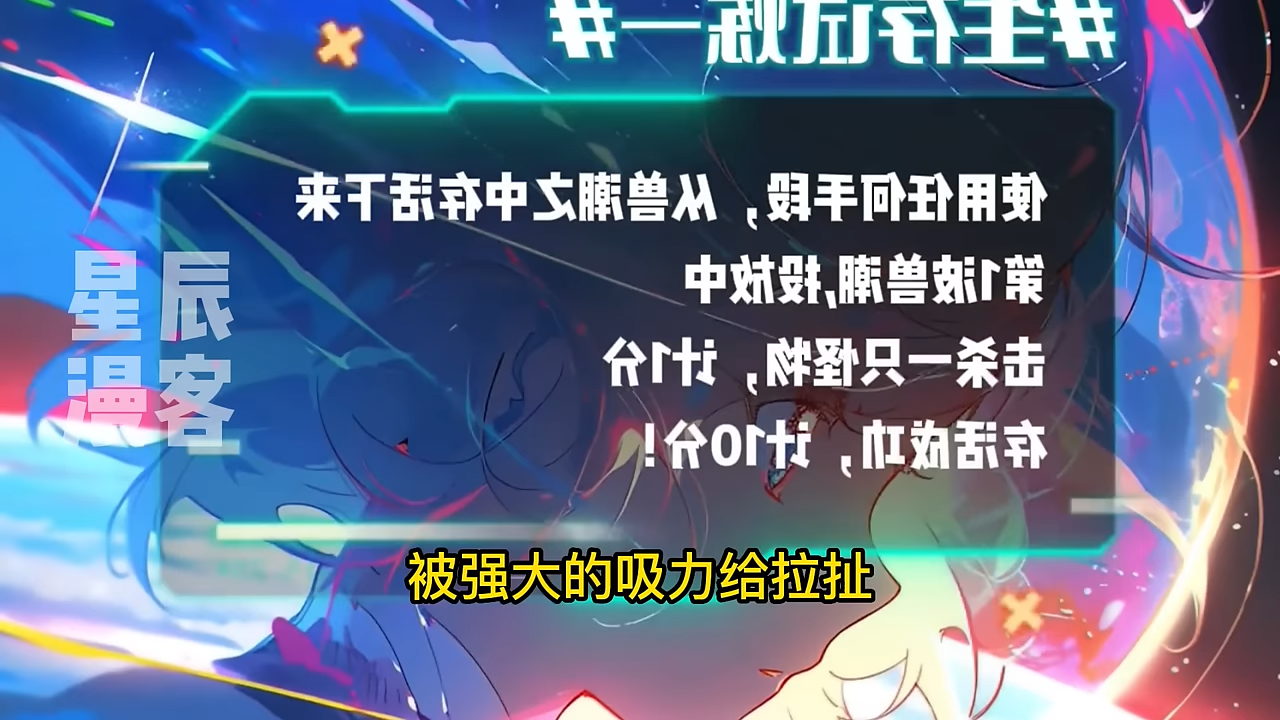 #生存试炼一#
使用任何手段，从兽潮之中存活下来
第1波兽潮,投放中
击杀一只怪物，计1分
存活成功，计10分!
星辰
漫客
被强大的吸力给拉扯